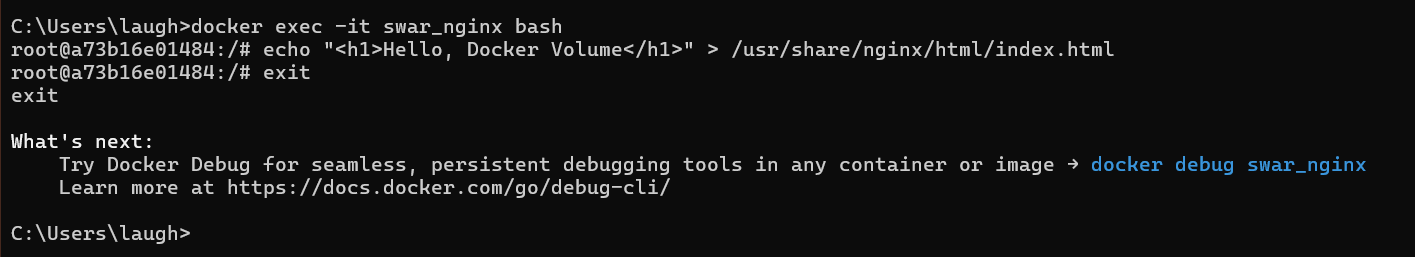 C:\Users\laugh>docker exec -it swar_nginx bash
root@a73b16e01484:/# echo "<h1>Hello, Docker Volume</h1>" > /usr/share/nginx/html/index.html
root@a73b16e01484:/# exit
exit
What's next:
Try Docker Debug for seamless, persistent debugging tools in any container or image → docker debug swar_nginx
Learn more at https://docs.docker.com/go/debug-cli/
C:\Users\laugh>